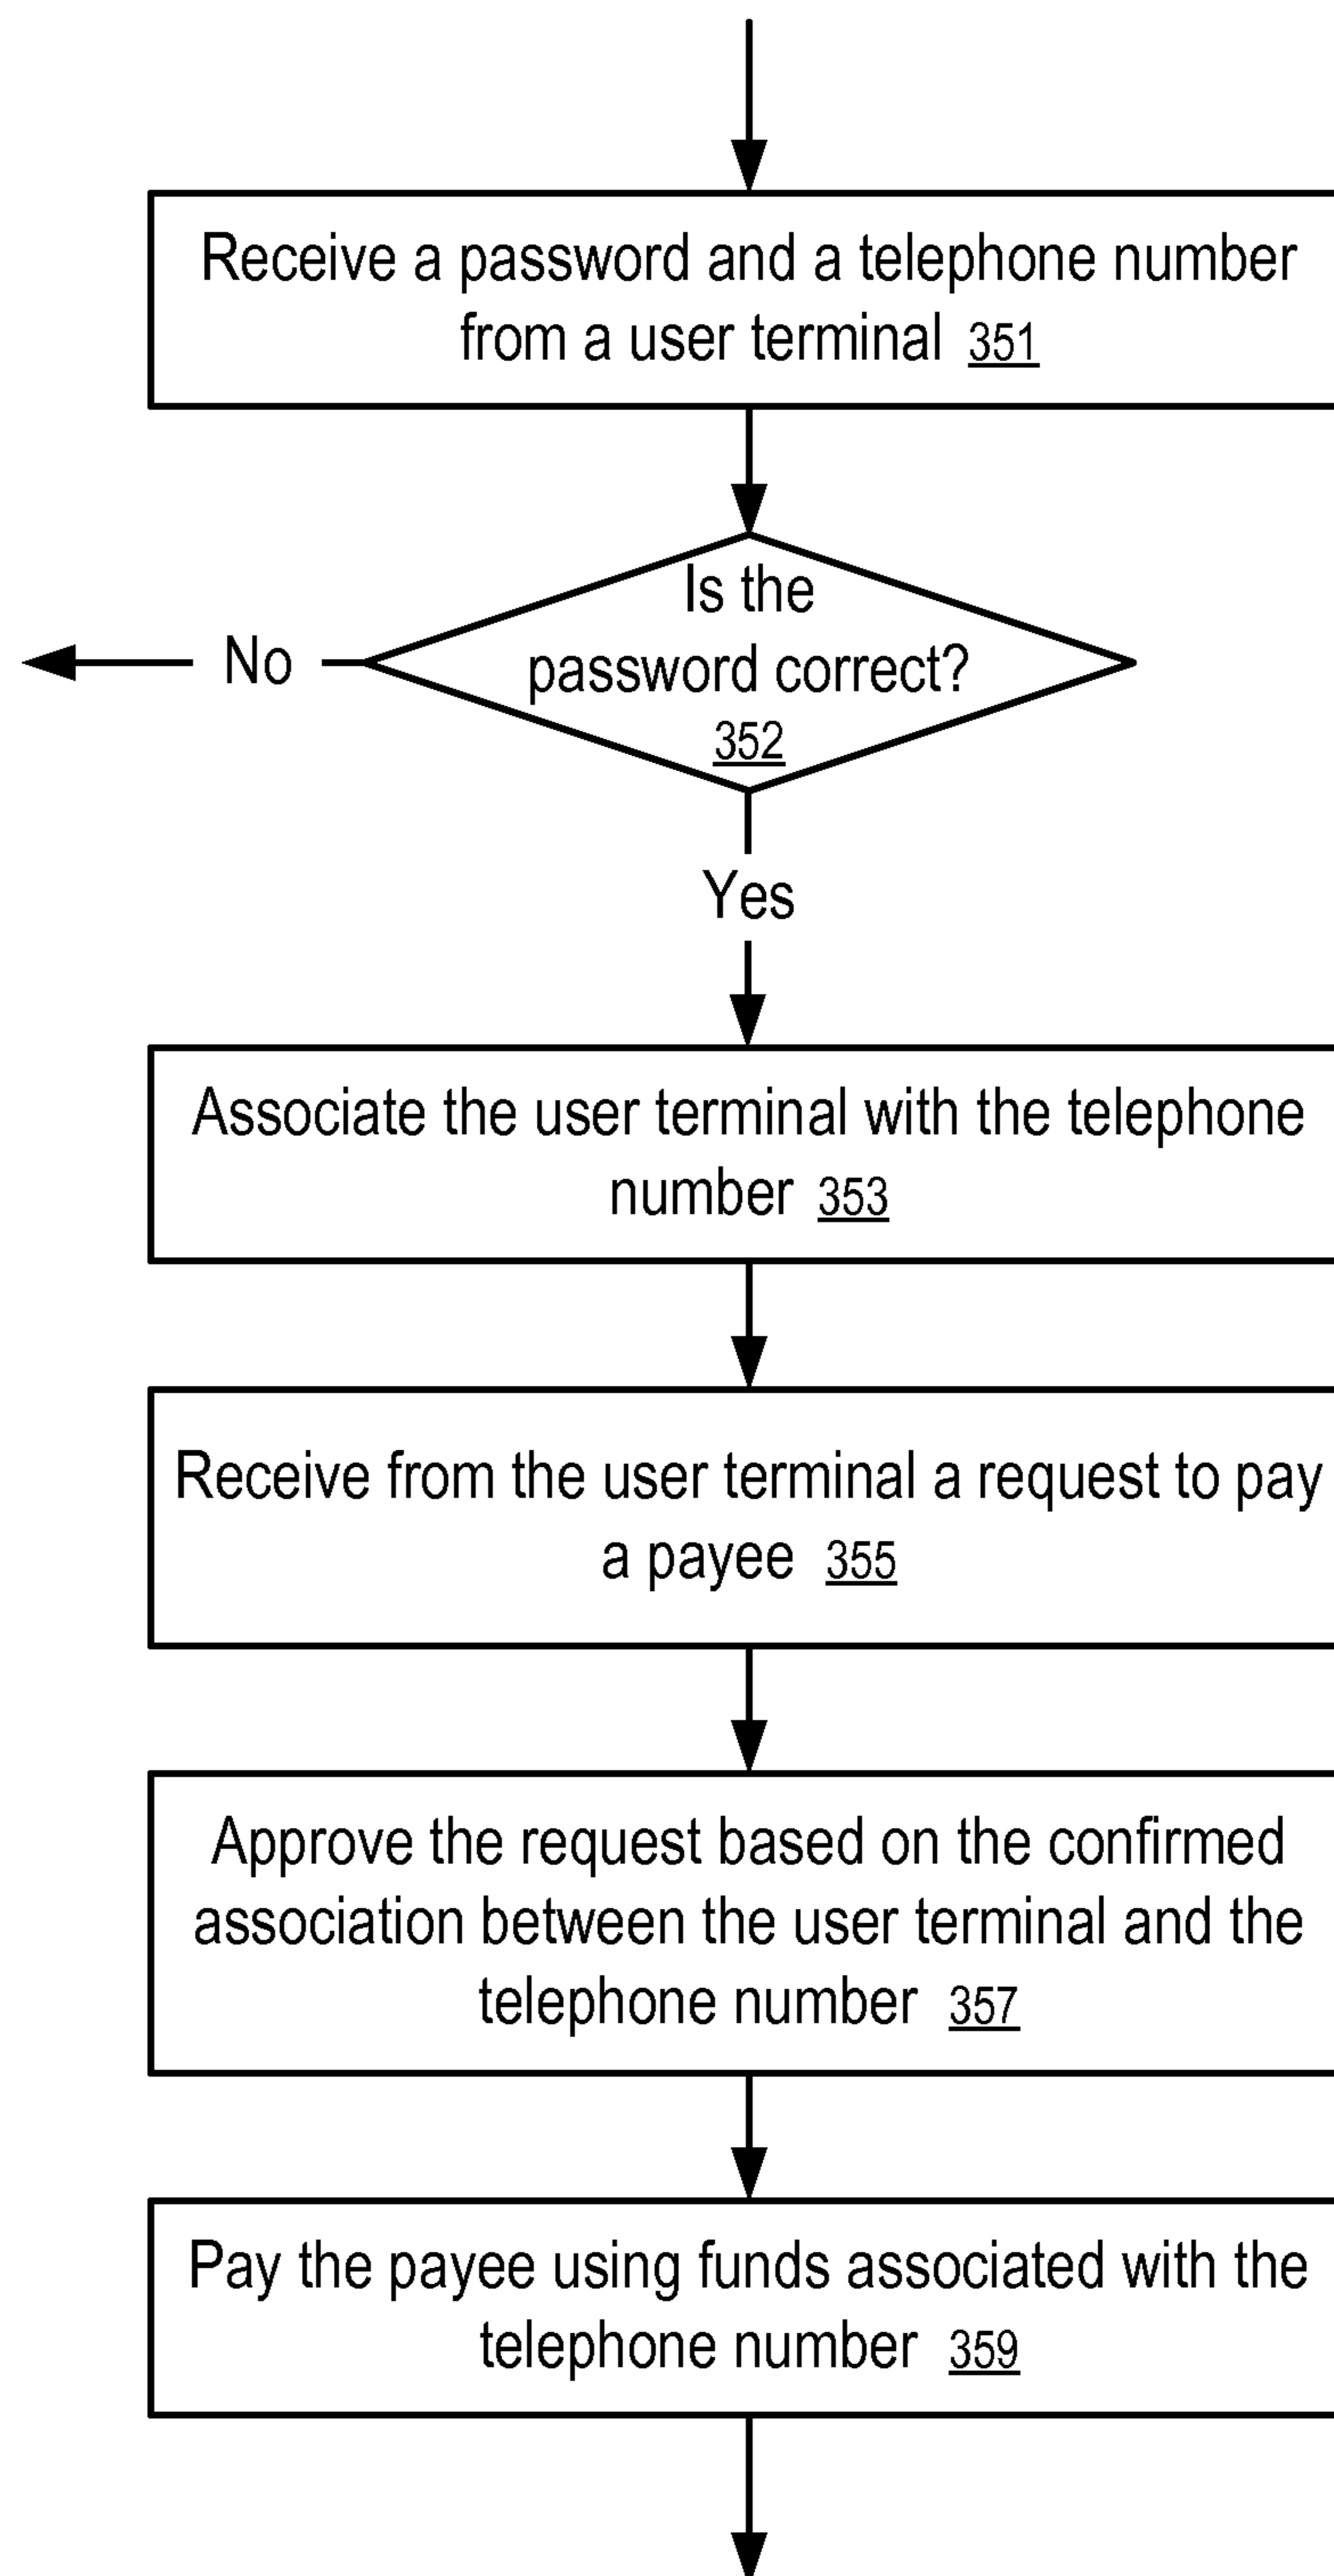 Receive a password and a telephone number
from a user terminal 351
Is the
password correct?
352
No
Yes
Associate the user terminal with the telephone
number 353
Receive from the user terminal a request to pay
a payee 355
Approve the request based on the confirmed
association between the user terminal and the
telephone number 357
Pay the payee using funds associated with the
telephone number 359